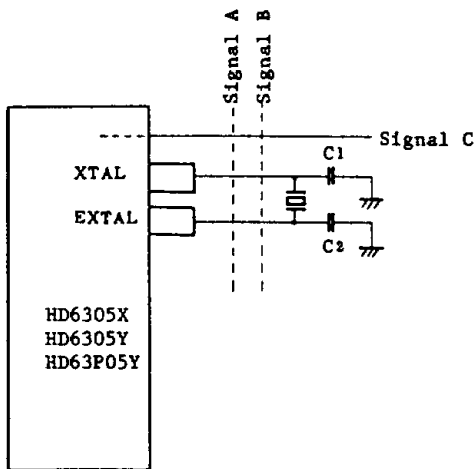 Signal A
Signal B
Signal C
C1
XTAL
EXTAL
C2
HD6305X
HD6305Y
HD63P05Y